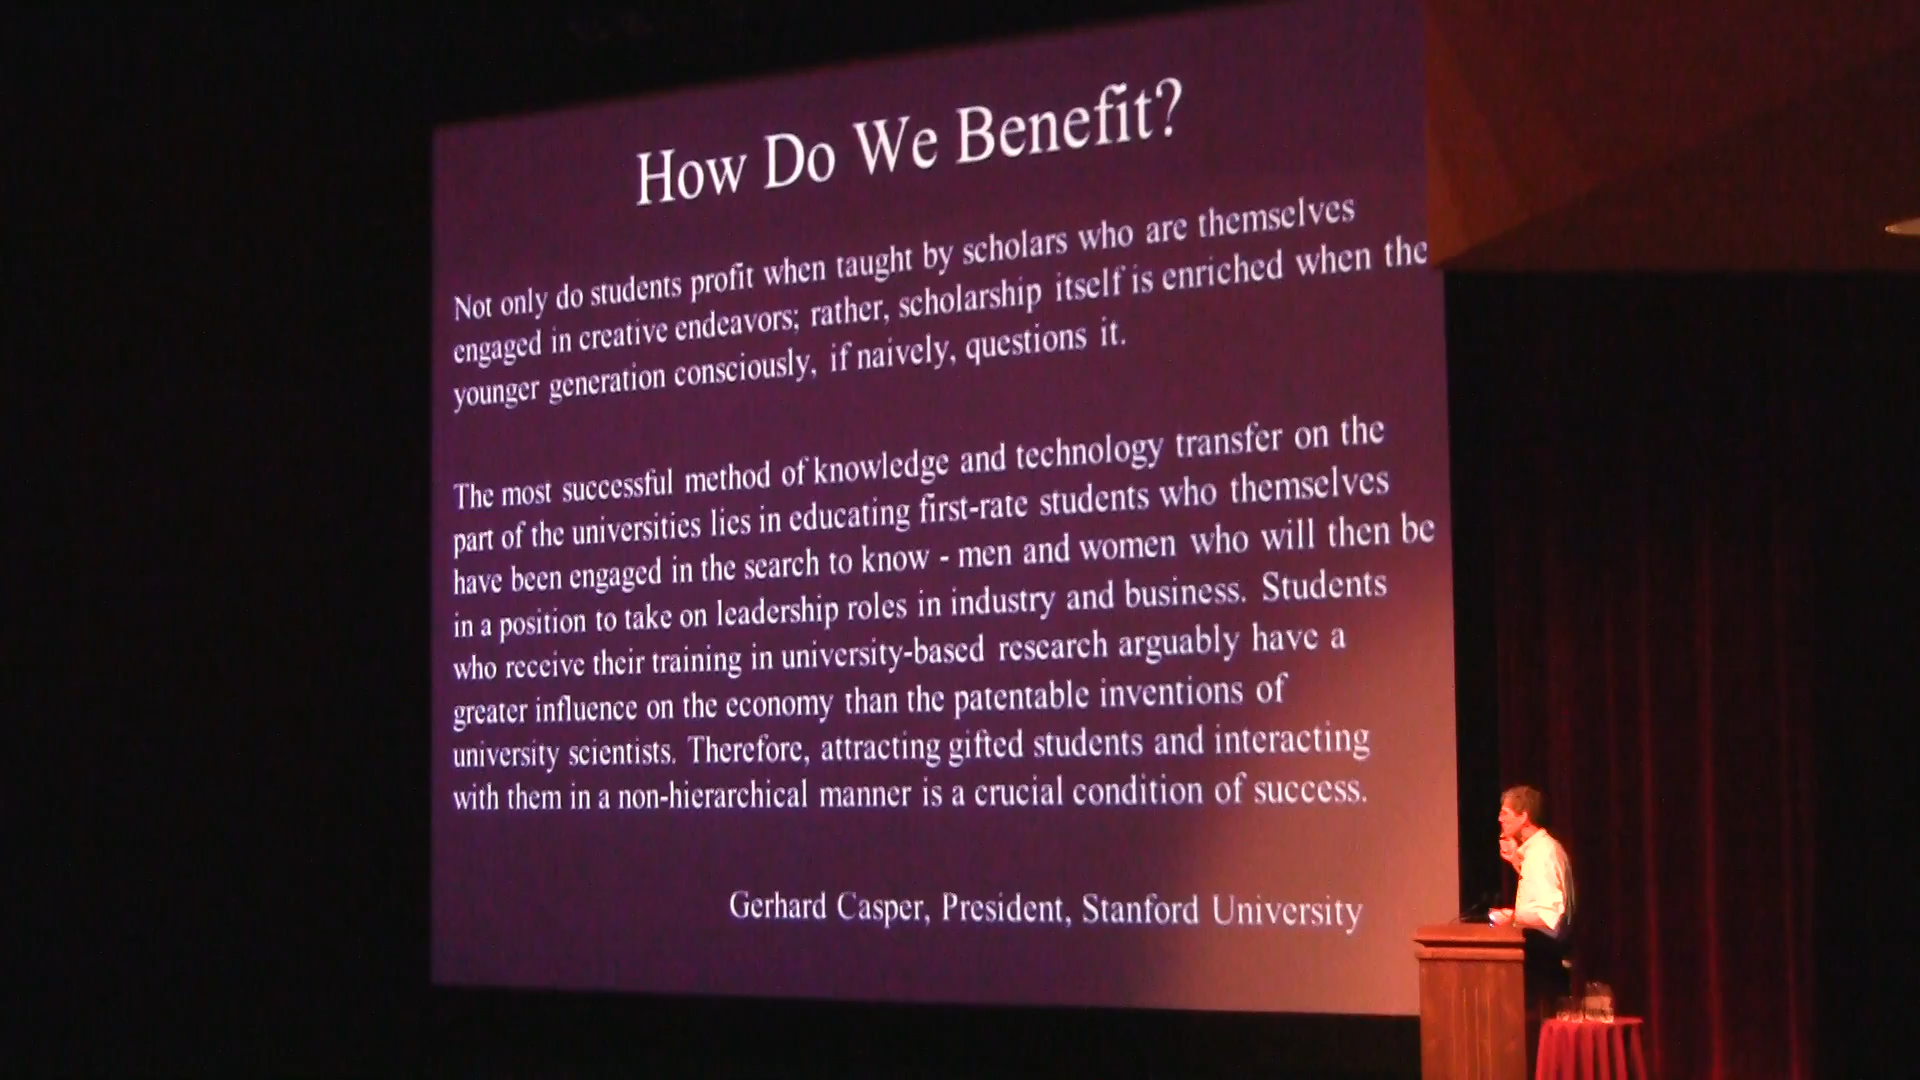 How Do We Benefit?
Not only do students profit when taught by scholars who are themselves
engaged in creative endeavors; rather, scholarship itself is enriched when the
younger generation consciously, if naively, questions it.
The most successful method of knowledge and technology transfer on the
part of the universities lies in educating first-rate students who themselves
have been engaged in the search to know - men and women who will then be
in a position to take on leadership roles in industry and business. Students
who receive their training in university-based research arguably have a
greater influence on the economy than the patentable inventions of
university scientists. Therefore, attracting gifted students and interacting
with them in a non-hierarchical manner is a crucial condition of success.
Gerhard Casper, President, Stanford University